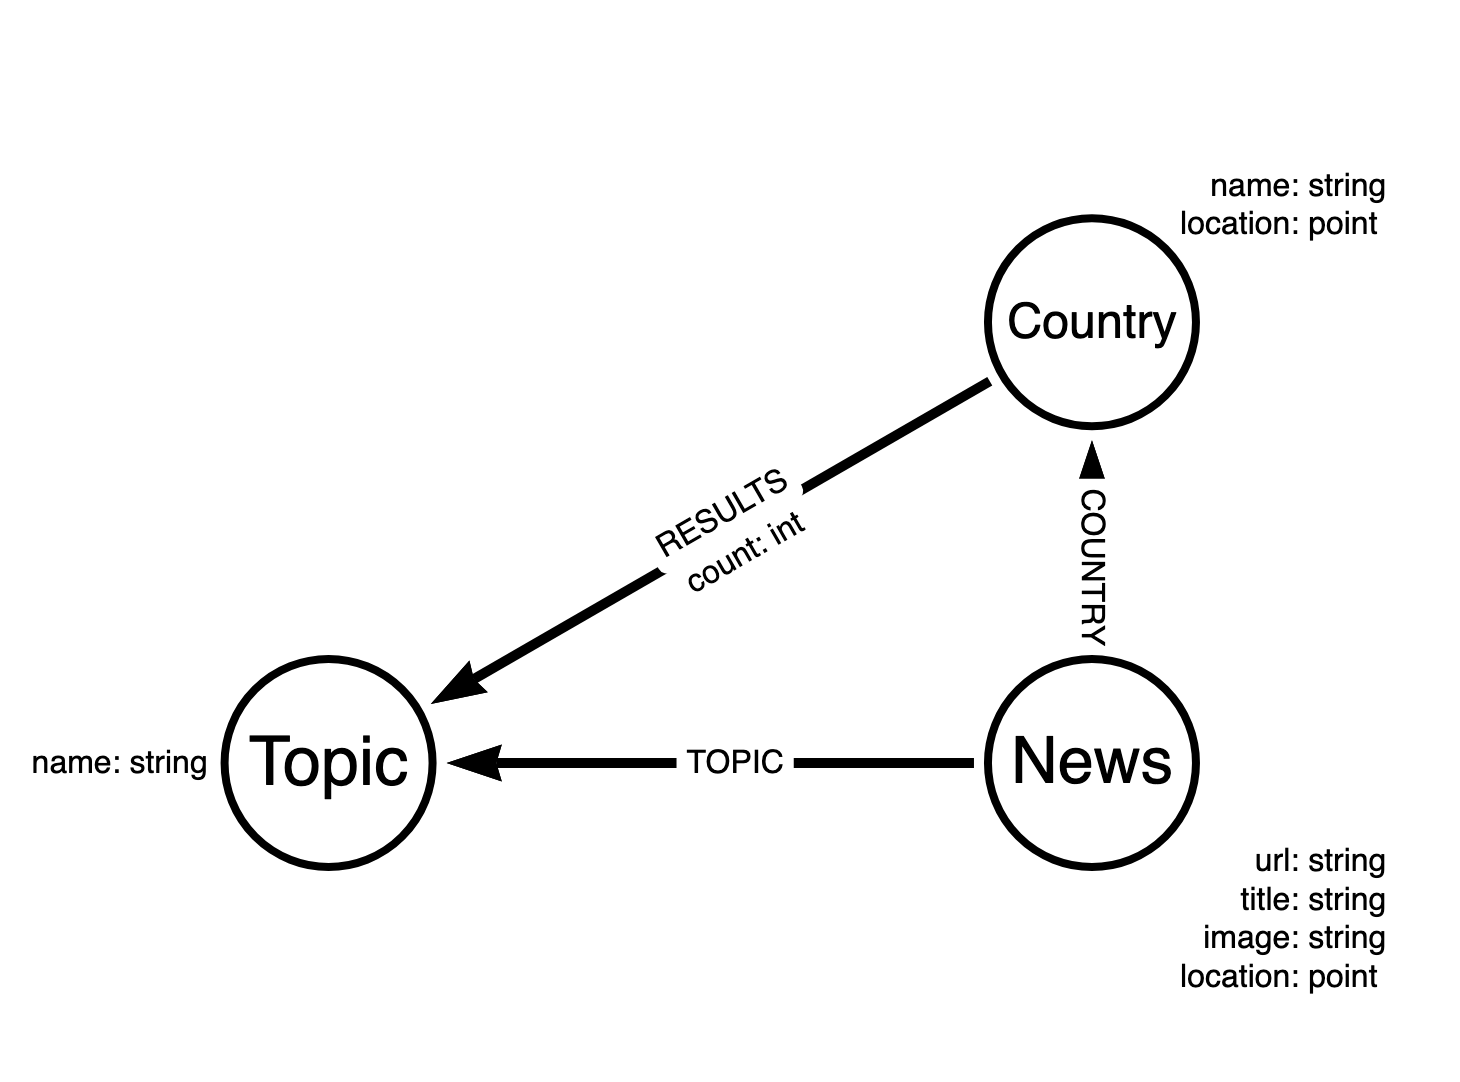 name: string
location: point
Country
RESULTS
count: int
COUNTRY
name: string
Topic
TOPIC
News
url: string
title: string
image: string
location: point